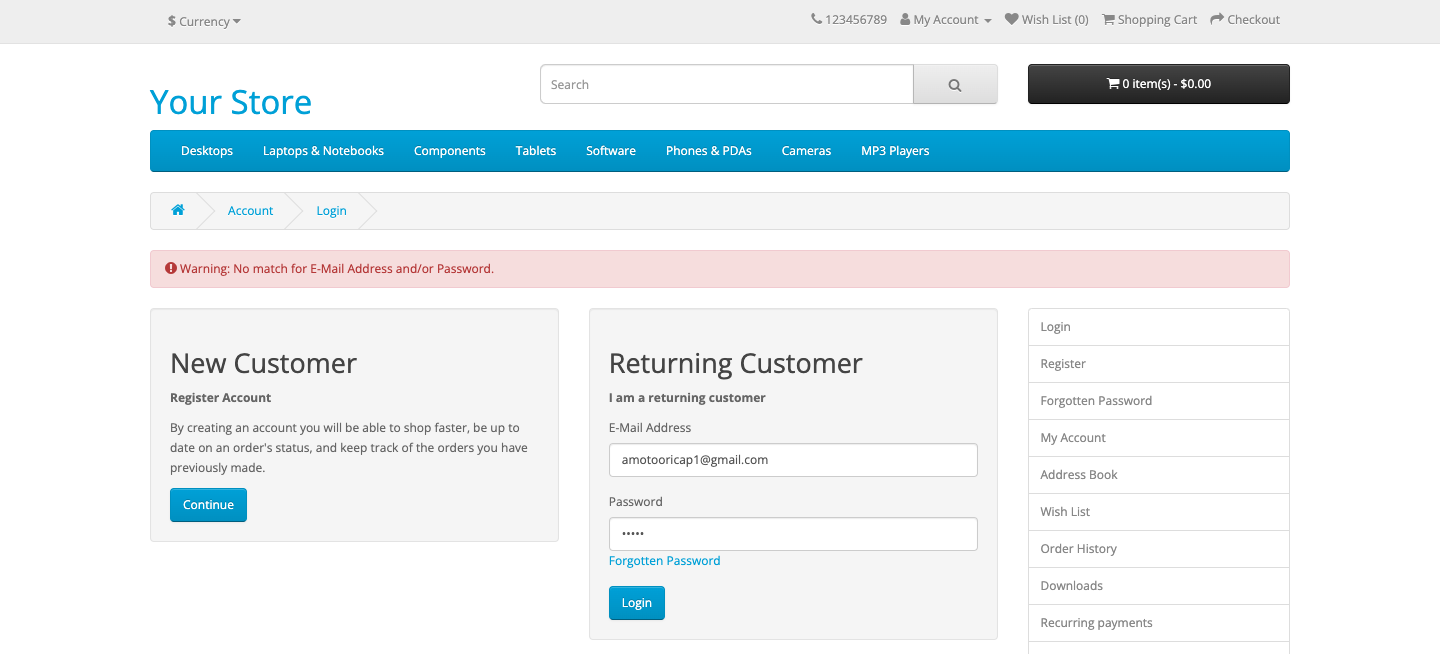 $ Currency
123456789 My Account Wish List (0) Shopping Cart Checkout
Your Store
Search
0 item(s) - $0.00
Desktops Laptops & Notebooks Components Tablets Software Phones & PDAs Cameras MP3 Players
Account Login
Warning: No match for E-Mail Address and/or Password.
New Customer
Register Account
By creating an account you will be able to shop faster, be up to
date on an order's status, and keep track of the orders you have
previously made.
Continue
Returning Customer
I am a returning customer
E-Mail Address
amotooricap1@gmail.com
Password
•••••
Forgotten Password
Login
Login
Register
Forgotten Password
My Account
Address Book
Wish List
Order History
Downloads
Recurring payments